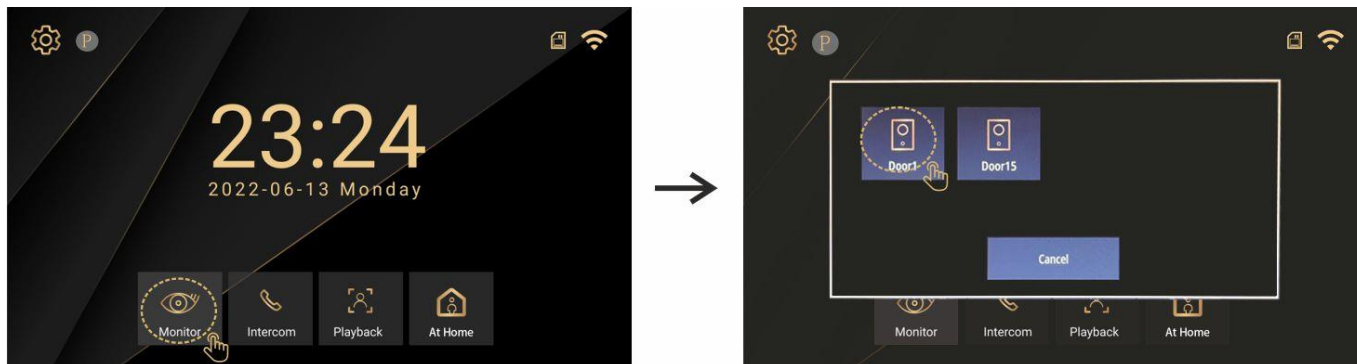 P
23:24
2022-06-13 Monday
Monitor
Intercom
Playback
At Home
P
Door1
Door15
Cancel
Monitor
Intercom
Playback
At Home